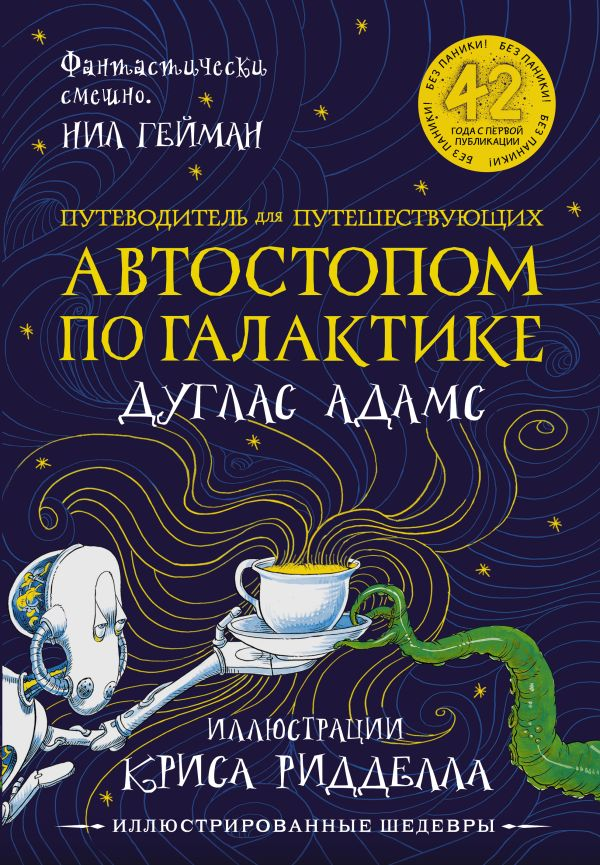 Фантастически
смешно.
НИЛ ГЕЙМАН
БЕЗ ПАНИКИ! БЕЗ ПАНИКИ! БЕЗ ПАНИКИ! БЕЗ ПАНИКИ!
42
ГОДА С ПЕРВОЙ
ПУБЛИКАЦИИ
ПУТЕВОДИТЕЛЬ для ПУТЕШЕСТВУЮЩИХ
АВТОСТОПОМ
ПО ГАЛАКТИКЕ
ДУГЛАС АДАМС
ИЛЛЮСТРАЦИИ
КРИСА РИДДЕЛЛА
ИЛЛЮСТРИРОВАННЫЕ ШЕДЕВРЫ